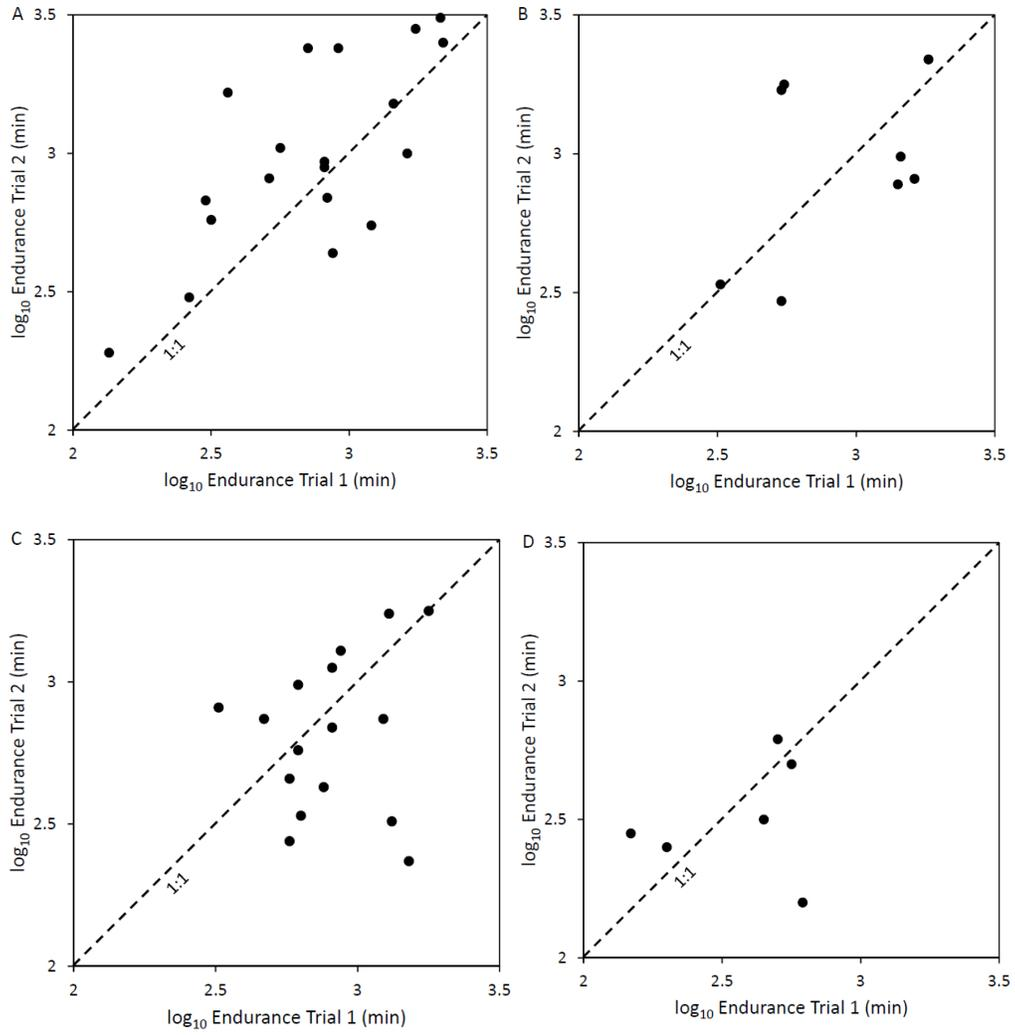 A 3.5
3
2.5
2
2 2.5 3 3.5
log10 Endurance Trial 2 (min)
log10 Endurance Trial 1 (min)
1:1
B 3.5
3
2.5
2
2 2.5 3 3.5
log10 Endurance Trial 2 (min)
log10 Endurance Trial 1 (min)
1:1
C 3.5
3
2.5
2
2 2.5 3 3.5
log10 Endurance Trial 2 (min)
log10 Endurance Trial 1 (min)
1:1
D 3.5
3
2.5
2
2 2.5 3 3.5
log10 Endurance Trial 2 (min)
log10 Endurance Trial 1 (min)
1:1